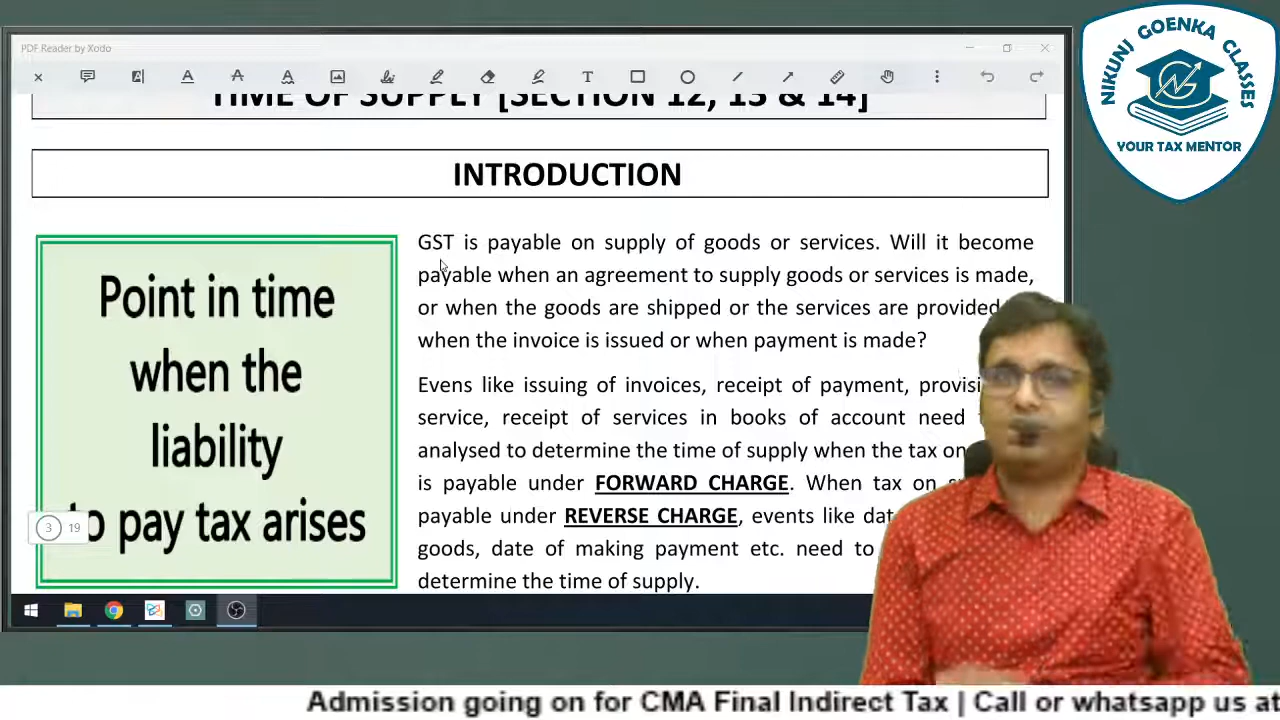 PDF Reader by Xodo
TIME OF SUPPLY [SECTION 12, 13 & 14]
INTRODUCTION
Point in time
when the
liability
to pay tax arises
3 19
GST is payable on supply of goods or services. Will it become
payable when an agreement to supply goods or services is made,
or when the goods are shipped or the services are provided
when the invoice is issued or when payment is made?
Evens like issuing of invoices, receipt of payment,
service, receipt of services in books of account need
analysed to determine the time of supply when the tax on
is payable under FORWARD CHARGE. When tax on
payable under REVERSE CHARGE, events like
goods, date of making payment etc. need to
determine the time of supply.
NIKUNJ GOENKA CLASSES
NG
YOUR TAX MENTOR
Admission going on for CMA Final Indirect Tax | Call or whatsapp us at